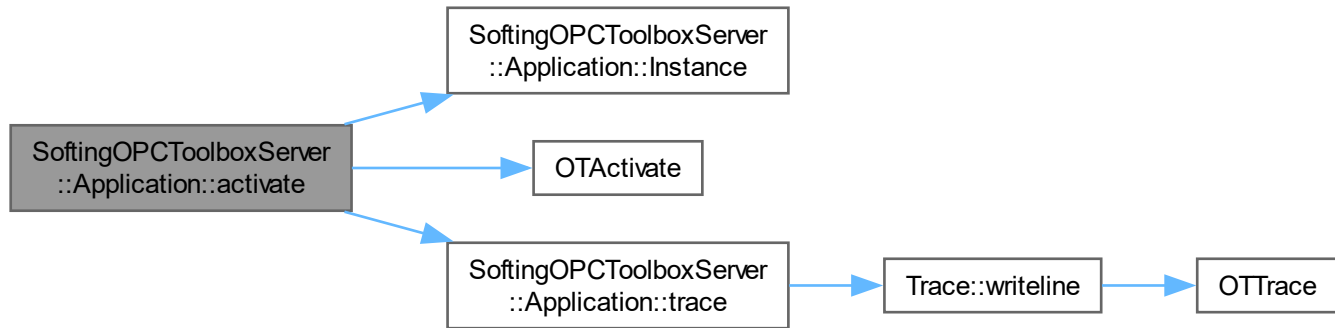 SoftingOPCToolboxServer
::Application::Instance
SoftingOPCToolboxServer
::Application::activate
OTActivate
SoftingOPCToolboxServer
::Application::trace
Trace::writeline
OTTrace